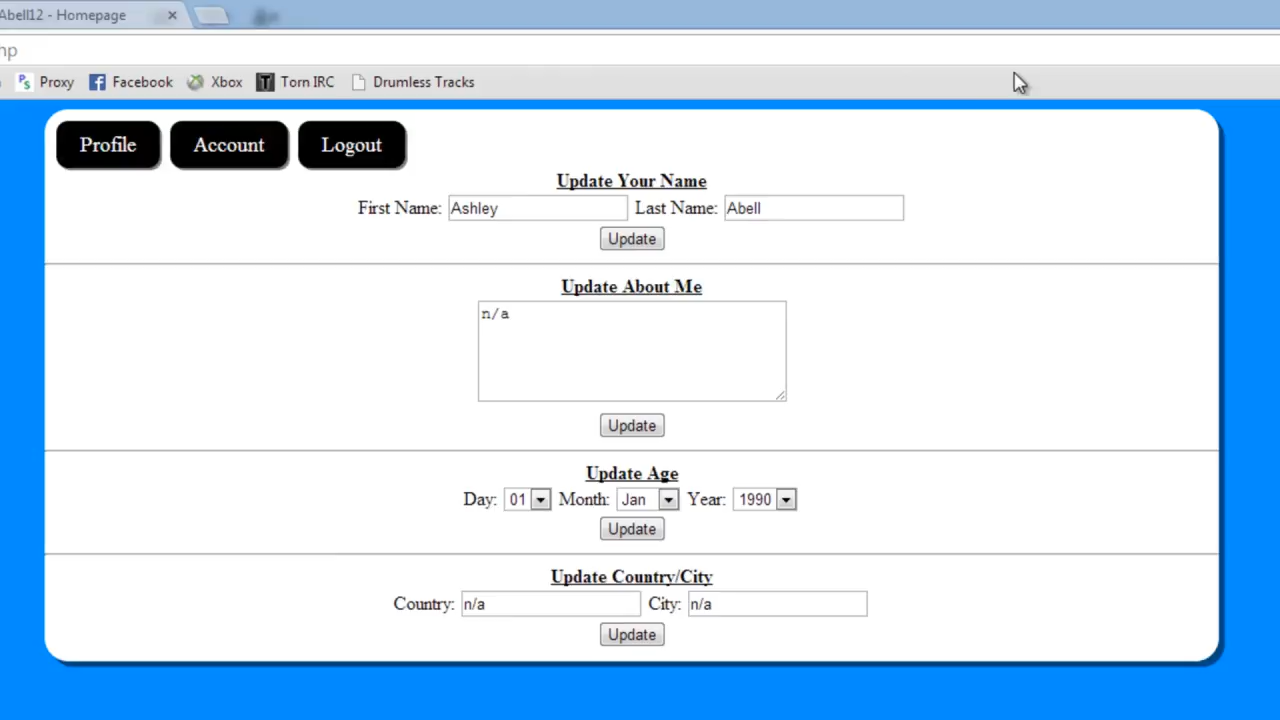 Abell12 - Homepage
hp
Proxy Facebook Xbox Torn IRC Drumless Tracks
Profile Account Logout
Update Your Name
First Name: Ashley Last Name: Abell
Update
Update About Me
n/a
Update
Update Age
Day: 01 Month: Jan Year: 1990
Update
Update Country/City
Country: n/a City: n/a
Update